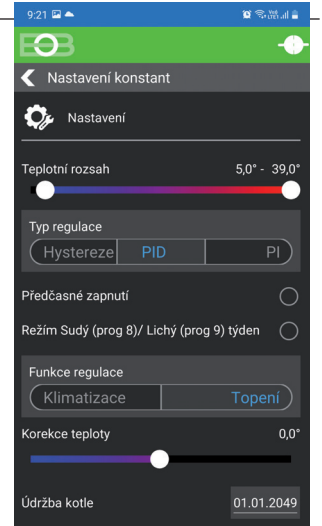 9:21
EOB
Nastavení konstant
Nastavení
Teplotní rozsah 5,0° - 39,0°
Typ regulace
Hystereze PID PI
Předčasné zapnutí
Režím Sudý (prog 8)/ Lichý (prog 9) týden
Funkce regulace
Klimatizace Topení
Korekce teploty 0,0°
Údržba kotle 01.01.2049